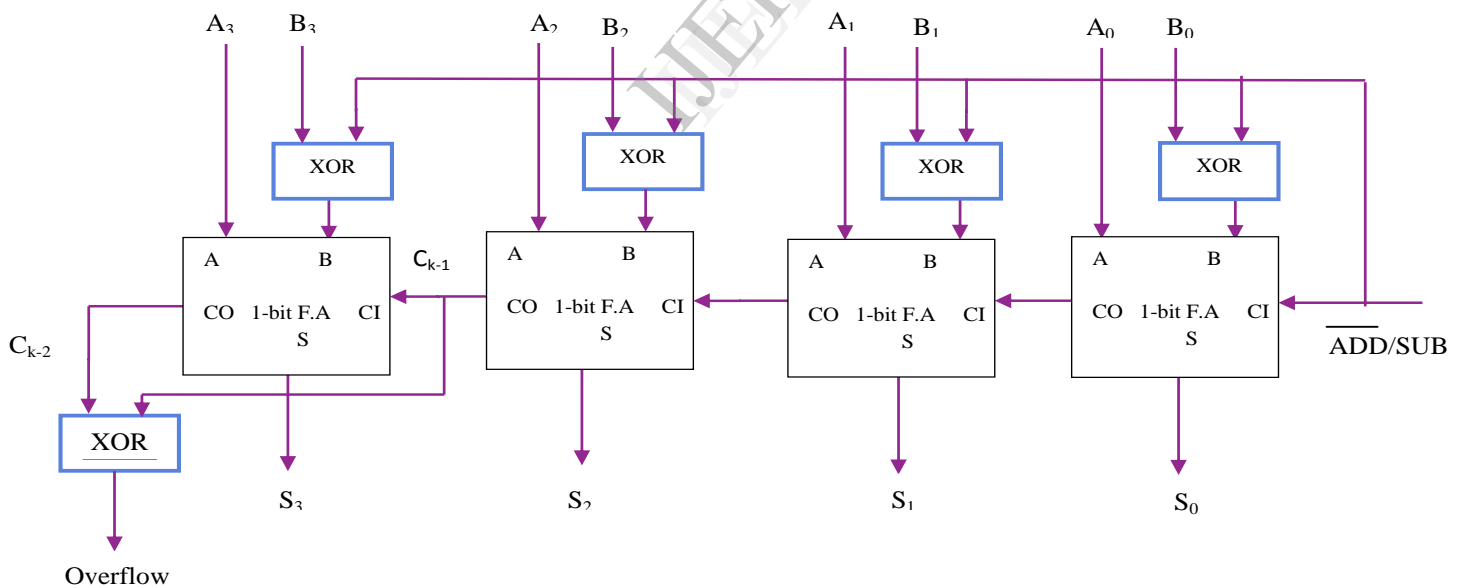 A₃ B₃ A₂ B₂ A₁ B₁ A₀ B₀
IJE
XOR XOR XOR XOR
A B A B A B A B
Cₖ₋₁
CO 1-bit F.A CI CO 1-bit F.A CI CO 1-bit F.A CI CO 1-bit F.A CI
S S S S
Cₖ₋₂
A̅D̅D̅/SUB
XOR
S₃ S₂ S₁ S₀
Overflow